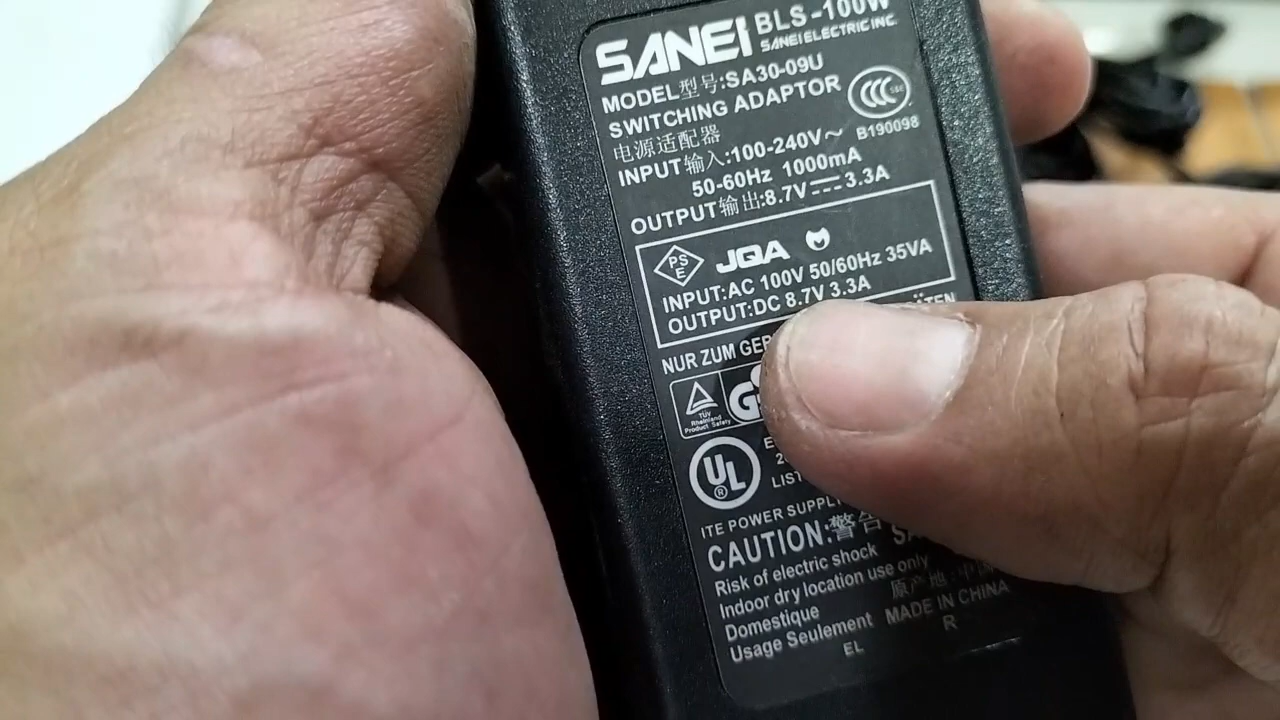 SANEI BLS-100W
SANEI ELECTRIC INC.
MODEL型号:SA30-09U
SWITCHING ADAPTOR
电源适配器
CCC
B190098
INPUT输入:100-240V～
50-60Hz 1000mA
OUTPUT输出:8.7V⎓3.3A
PSE JQA
INPUT:AC 100V 50/60Hz 35VA
OUTPUT:DC 8.7V 3.3A
NUR ZUM
TÜV
Rheinland
Product Safety
UL ®
ITE POWER
CAUTION:警告
Risk of electric shock
Indoor dry location use only
Domestique
Usage Seulement
原产地:中国
MADE IN CHINA
R
EL